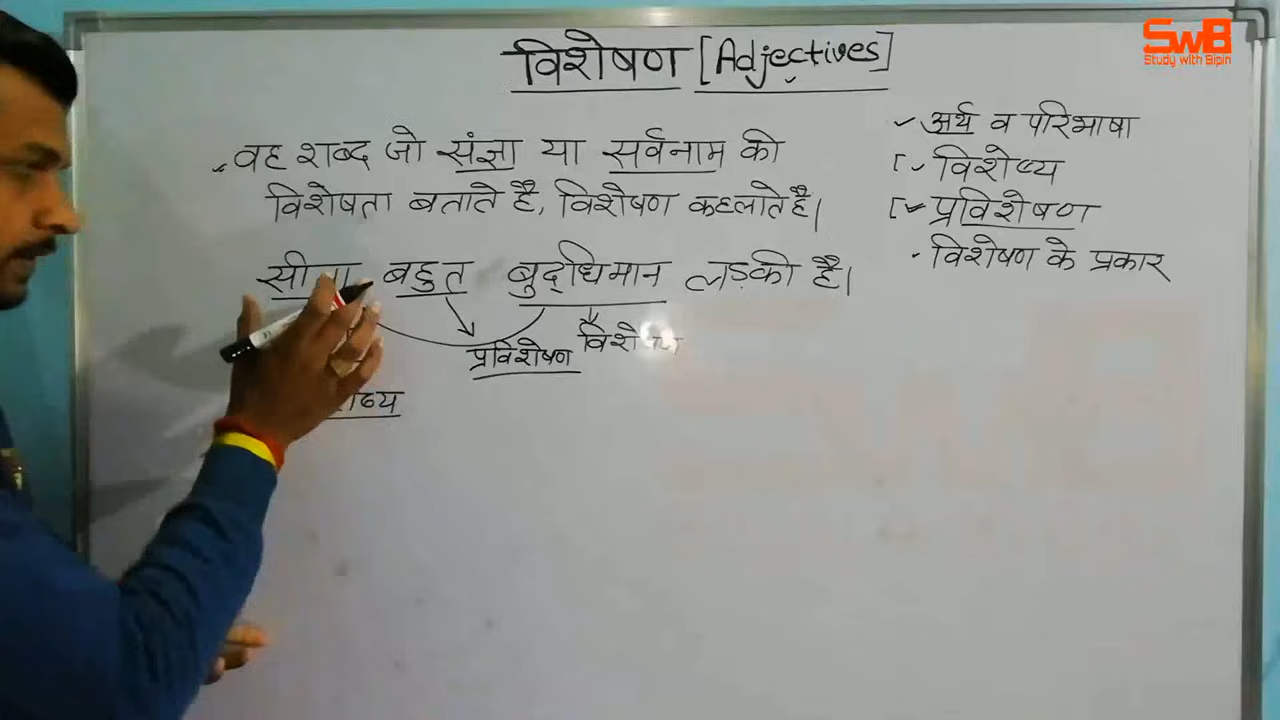 विशेषण [Adjectives]
SwB
Study with Bipin
वह शब्द जो संज्ञा या सर्वनाम की
विशेषता बताते है, विशेषण कहलाते है।
अर्थ व परिभाषा
विशेष्य
प्रविशेषण
विशेषण के प्रकार
बहुत बुद्धिमान लड़की है।
प्रविशेषण